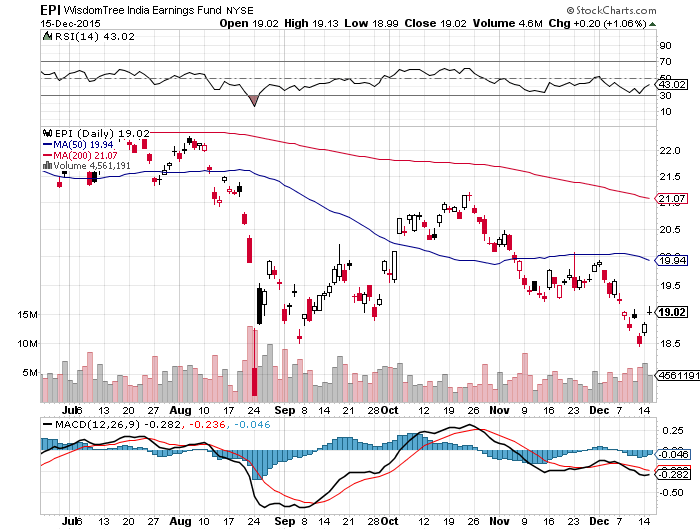 EPI WisdomTree India Earnings Fund NYSE © StockCharts.com
15-Dec-2015 Open 19.02 High 19.13 Low 18.99 Close 19.02 Volume 4.6M Chg +0.20 (+1.06%)
RSI(14) 43.02
90
70
50
43.02
30
10
EPI (Daily) 19.02
MA(50) 19.94
MA(200) 21.07
Volume 4,561,191
22.0
21.5
21.07
20.5
19.94
19.5
19.02
18.5
15M
10M
5M
4561191
Jul 6 13 20 27 Aug 10 17 24 Sep 8 14 21 28 Oct 12 19 26 Nov 9 16 23 Dec 7 14
MACD(12,26,9) -0.282, -0.236, -0.046
0.25
0.00
-0.046
-0.282
-0.50
Jul 6 13 20 27 Aug 10 17 24 Sep 8 14 21 28 Oct 12 19 26 Nov 9 16 23 Dec 7 14